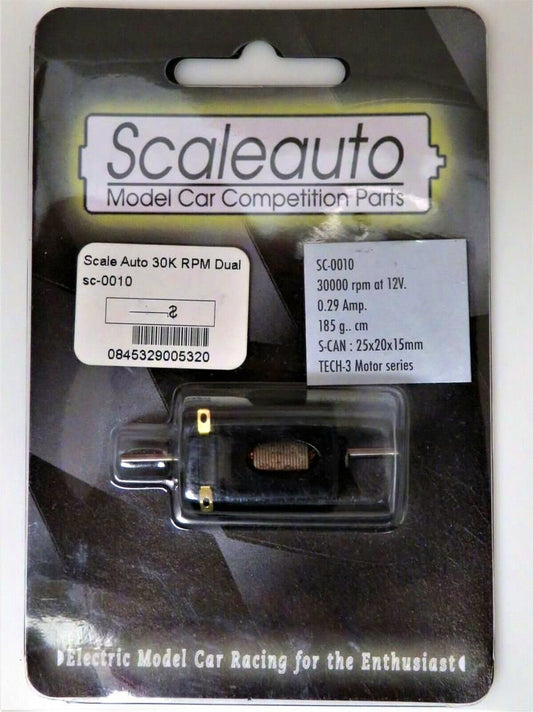 Scaleauto
Model Car Competition Parts
Scale Auto 30K RPM Dual
sc-0010
0845329005320
SC-0010
30000 rpm at 12V.
0.29 Amp.
185 g.. cm
S-CAN : 25x20x15mm
TECH-3 Motor series
Electric Model Car Racing for the Enthusiast